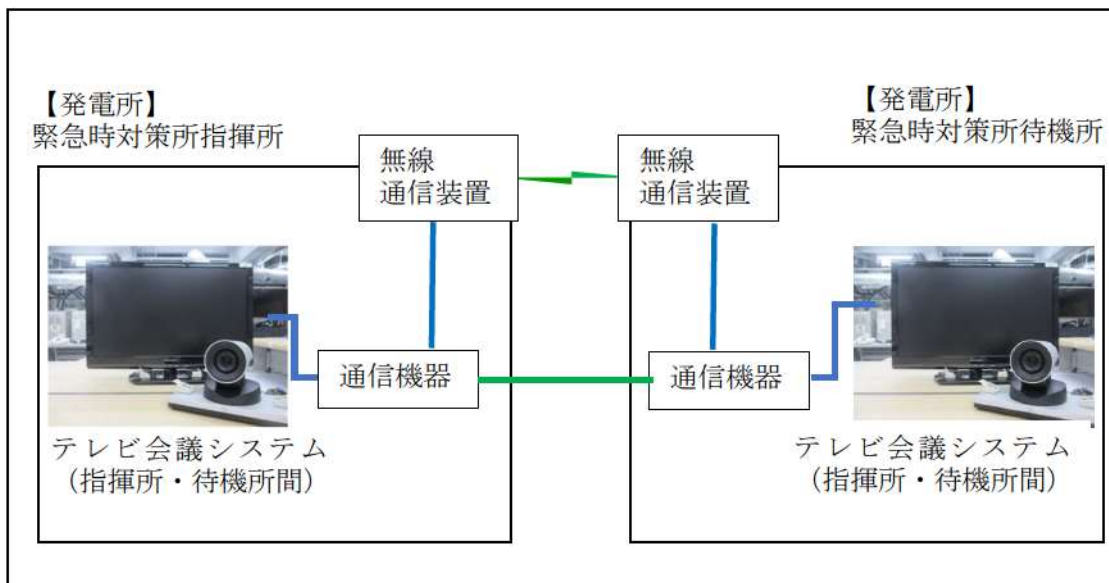 【発電所】
緊急時対策所指揮所
【発電所】
緊急時対策所待機所
無線
通信装置
無線
通信装置
通信機器
通信機器
テレビ会議システム
(指揮所・待機所間)
テレビ会議システム
(指揮所・待機所間)